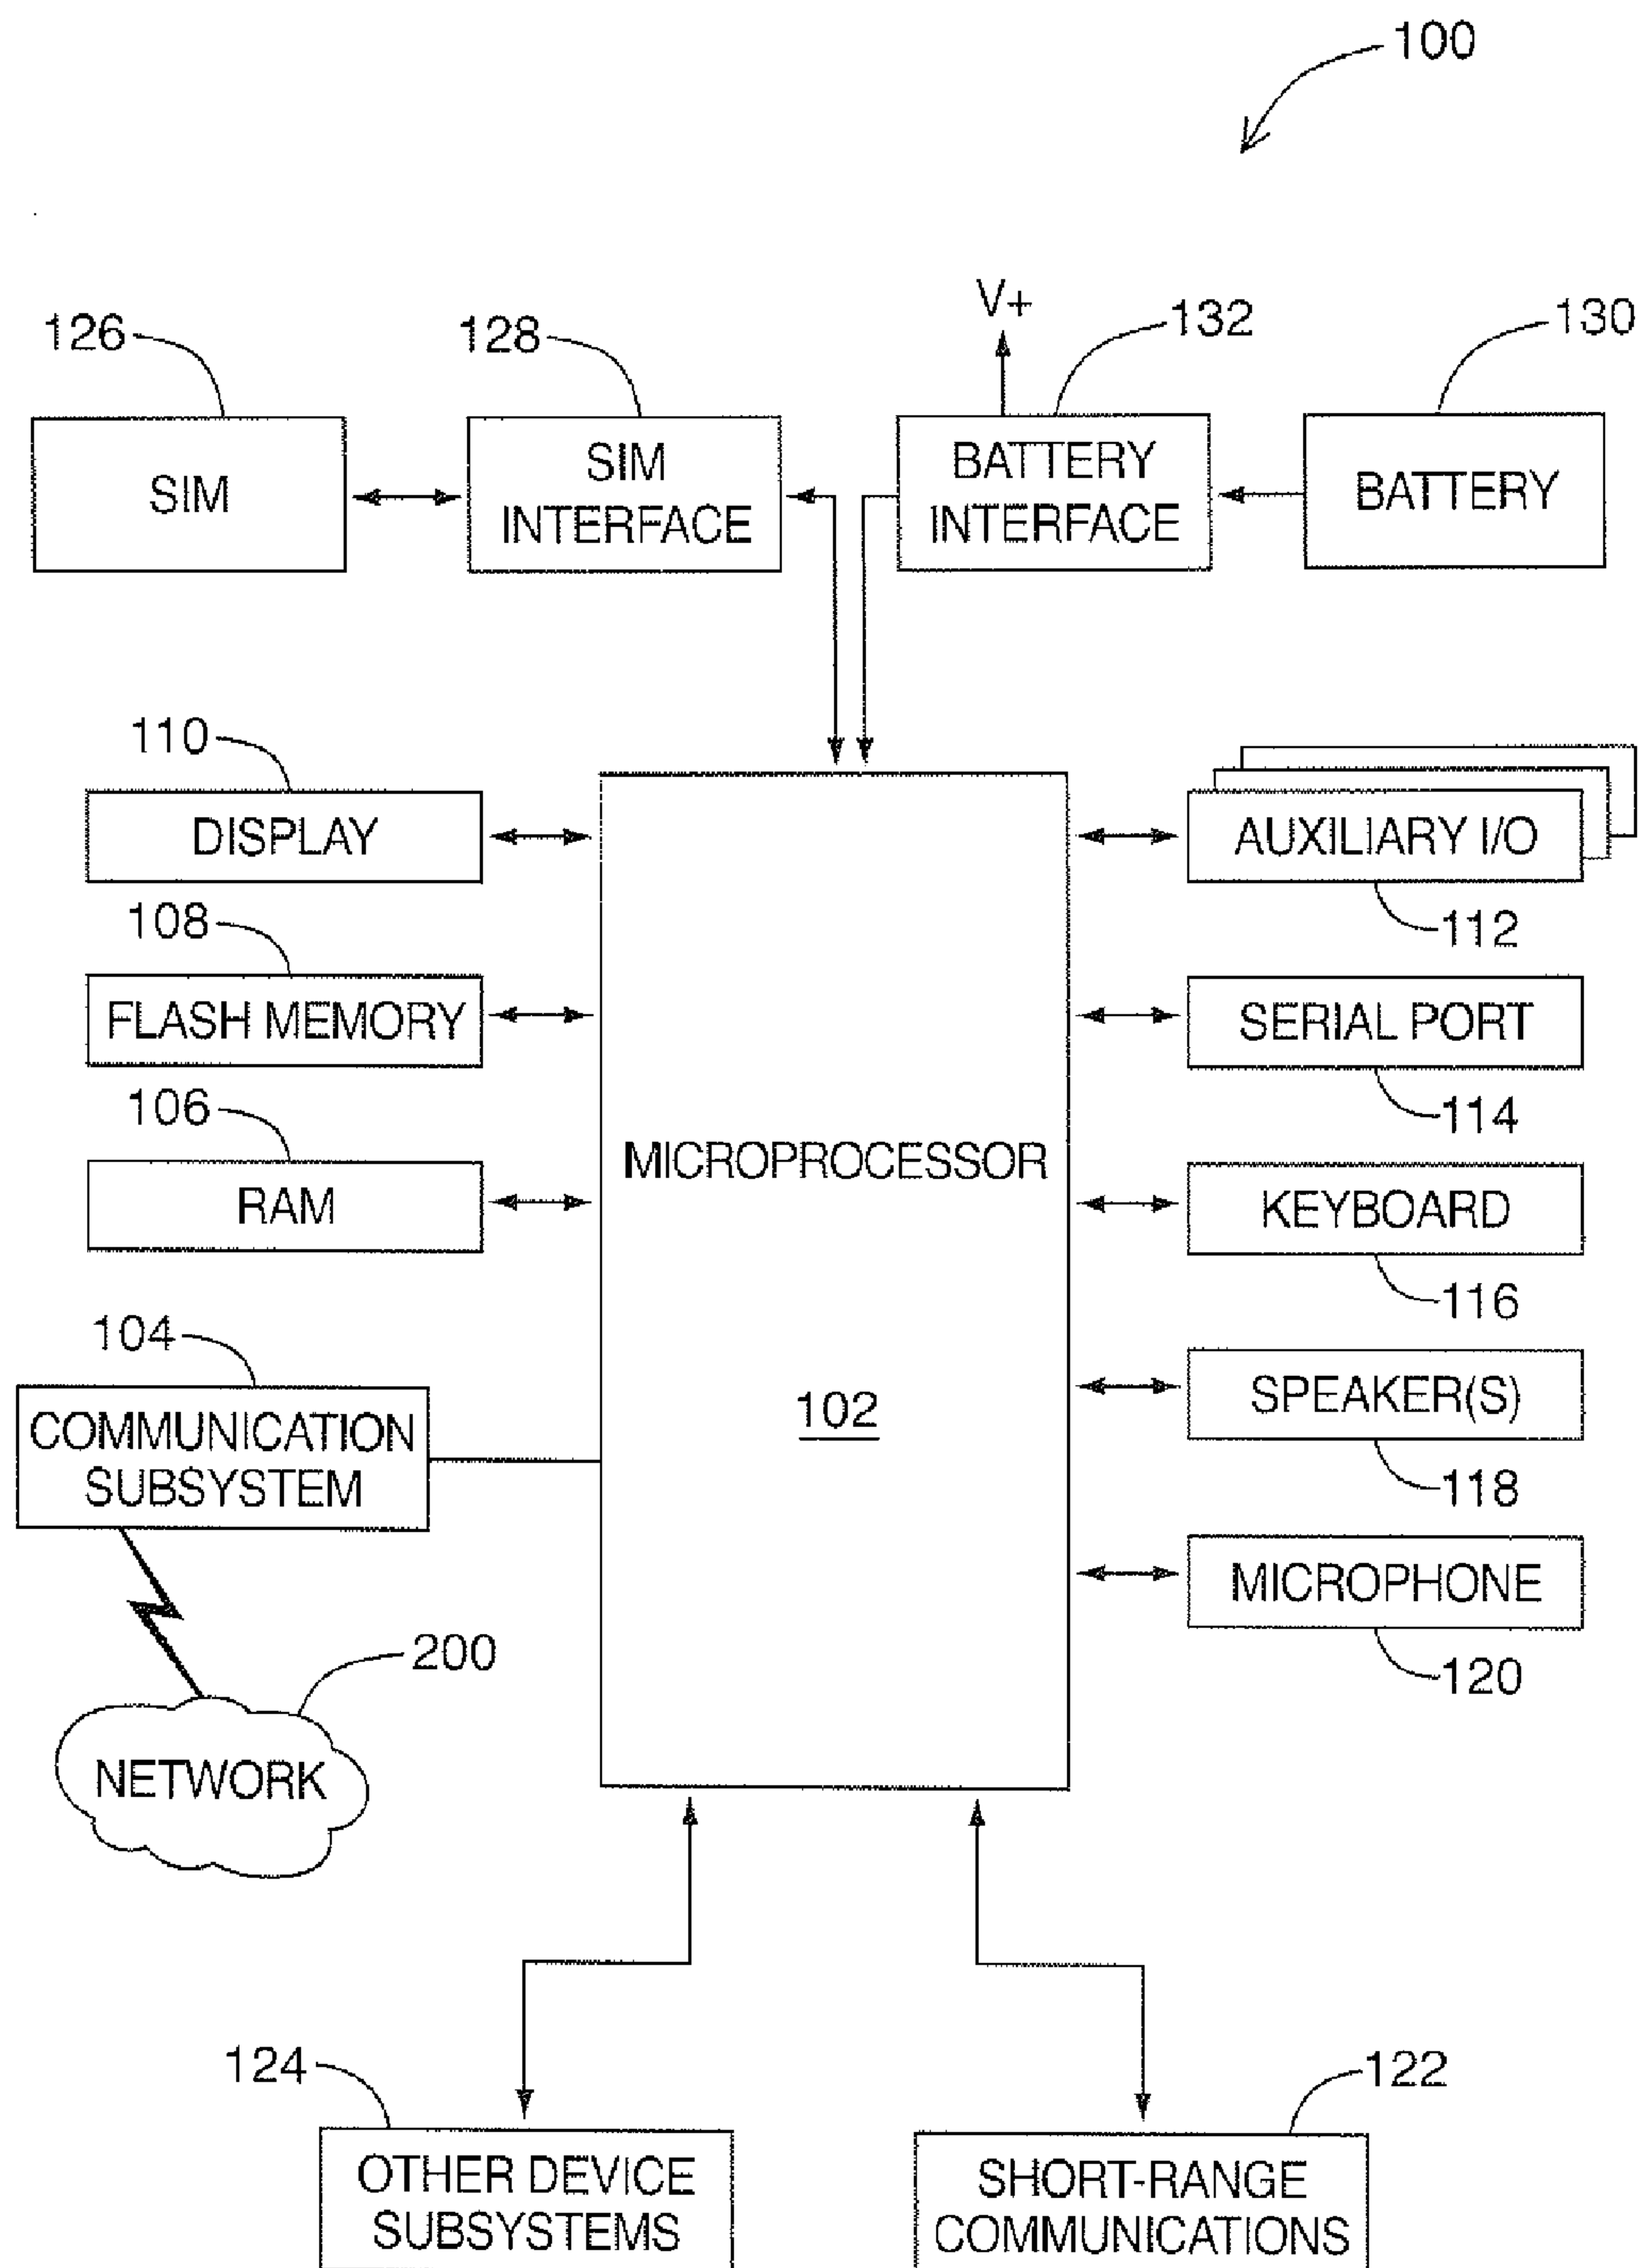 100
V+
126
128
132
130
SIM
SIM
INTERFACE
BATTERY
INTERFACE
BATTERY
110
DISPLAY
AUXILIARY I/O
112
108
FLASH MEMORY
SERIAL PORT
114
106
RAM
MICROPROCESSOR
102
KEYBOARD
116
104
COMMUNICATION
SUBSYSTEM
SPEAKER(S)
118
MICROPHONE
120
200
NETWORK
124
OTHER DEVICE
SUBSYSTEMS
122
SHORT-RANGE
COMMUNICATIONS